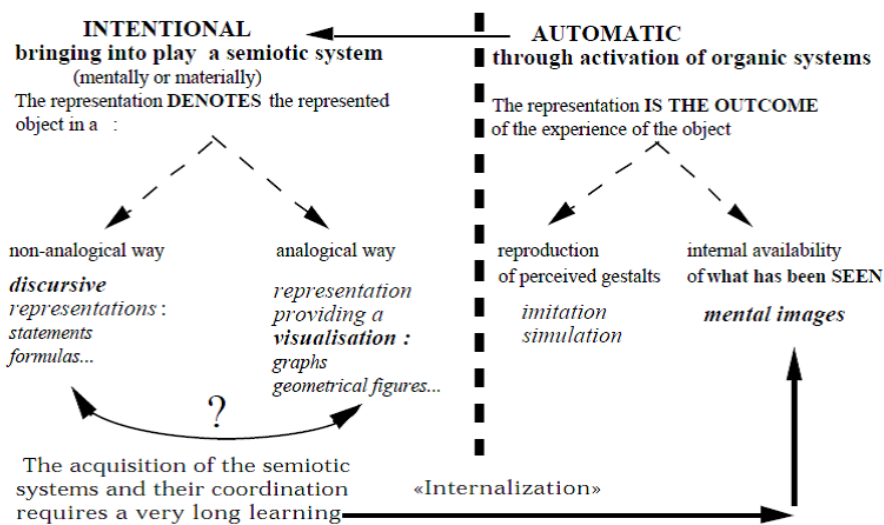 INTENTIONAL
bringing into play a semiotic system
(mentally or materially)
The representation DENOTES the represented
object in a :
non-analogical way
discursive
representations :
statements
formulas...
analogical way
representation
providing a
visualisation :
graphs
geometrical figures...
?
The acquisition of the semiotic
systems and their coordination
requires a very long learning
AUTOMATIC
through activation of organic systems
The representation IS THE OUTCOME
of the experience of the object
reproduction
of perceived gestalts
imitation
simulation
internal availability
of what has been SEEN
mental images
«Internalization»